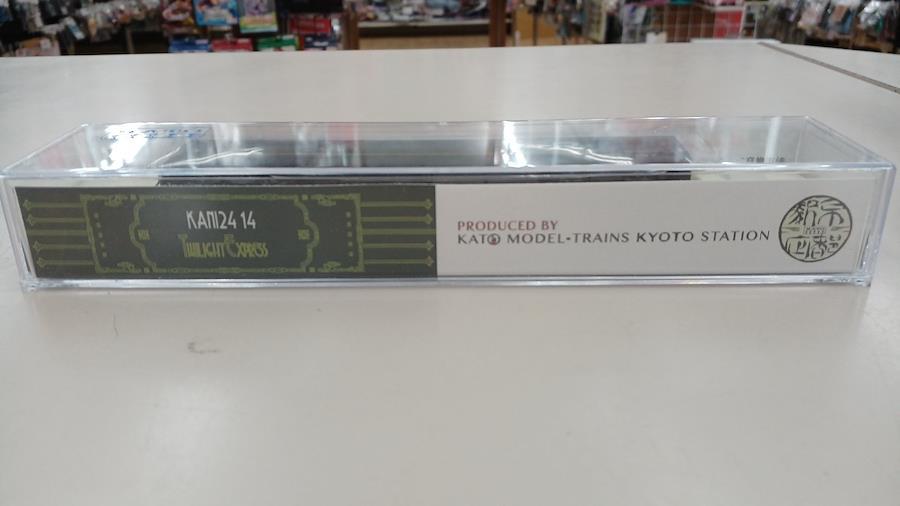 KANI24 14
TWILIGHT EXPRESS
PRODUCED BY
KATO MODEL-TRAINS KYOTO STATION